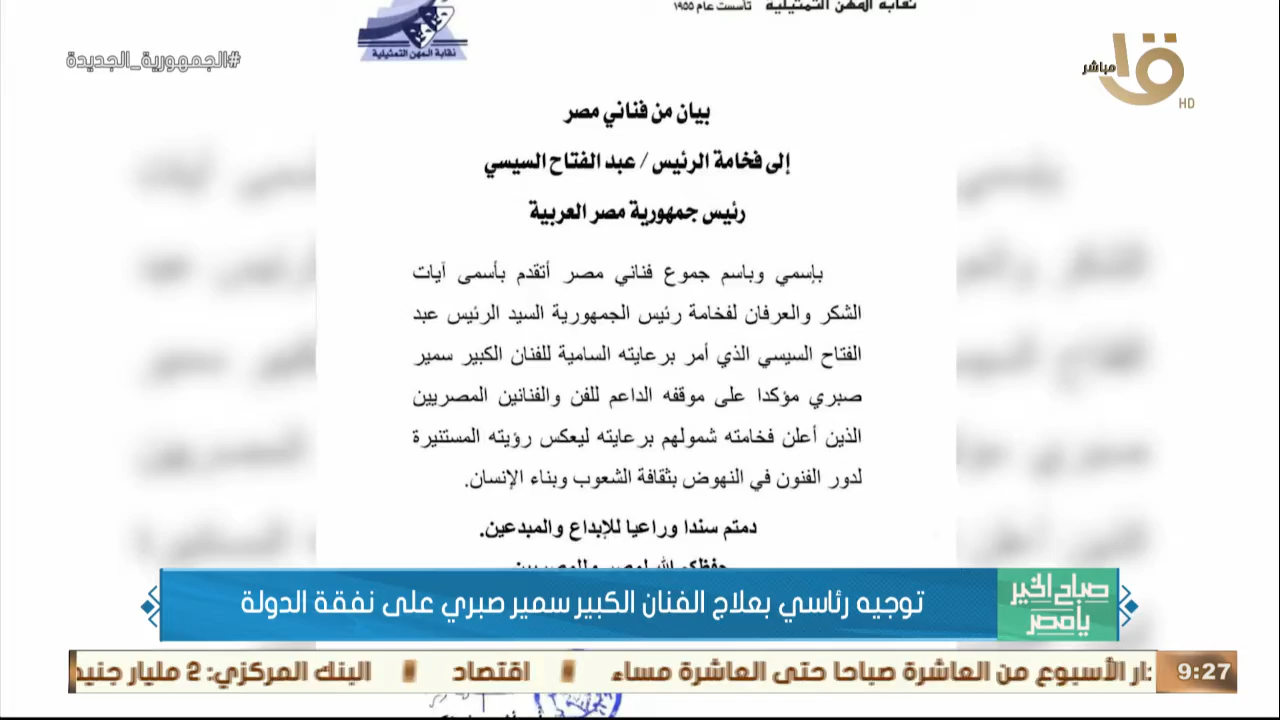 نقابة المهن التمثيلية تأسست عام ١٩٥٥
نقابة المهن التمثيلية
#الجمهورية_الجديدة
مباشر
HD
بيان من فناني مصر
إلى فخامة الرئيس / عبد الفتاح السيسي
رئيس جمهورية مصر العربية
بإسمي وباسم جموع فناني مصر أتقدم بأسمى آيات
الشكر والعرفان لفخامة رئيس الجمهورية السيد الرئيس عبد
الفتاح السيسي الذي أمر برعايته السامية للفنان الكبير سمير
صبري مؤكدا على موقفه الداعم للفن والفنانين المصريين
الذين أعلن فخامته شمولهم برعايته ليعكس رؤيته المستنيرة
لدور الفنون في النهوض بثقافة الشعوب وبناء الإنسان.
دمتم سندا وراعيا للإبداع والمبدعين.
حفظكم الله لمصر وللمصريين
صباح الخير
يا مصر
توجيه رئاسي بعلاج الفنان الكبير سمير صبري على نفقة الدولة
9:27
الأسبوع من العاشرة صباحا حتى العاشرة مساء اقتصاد البنك المركزي: 2 مليار